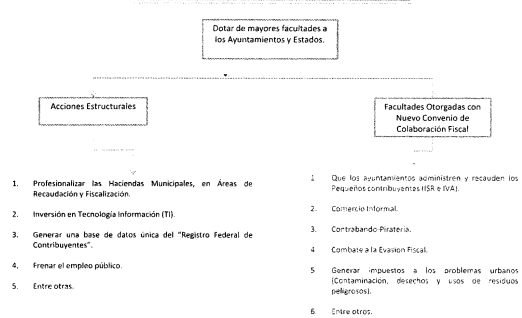 Dotar de mayores facultades a
los Ayuntamientos y Estados.
Acciones Estructurales
Facultades Otorgadas con
Nuevo Convenio de
Colaboración Fiscal
1. Profesionalizar las Haciendas Municipales, en Áreas de
Recaudación y Fiscalización.
2. Inversión en Tecnología Información (TI).
3. Generar una base de datos única del "Registro Federal de
Contribuyentes".
4. Frenar el empleo público.
5. Entre otras.
1 Que los ayuntamientos administren y recauden los
Pequeños contribuyentes (ISR e IVA).
2. Comercio Informal.
3. Contrabando-Piratería.
4 Combate a la Evasion Fiscal.
5 Generar impuestos a los problemas urbanos
(Contaminación, desechos y usos de residuos
peligrosos).
6. Entre otros.